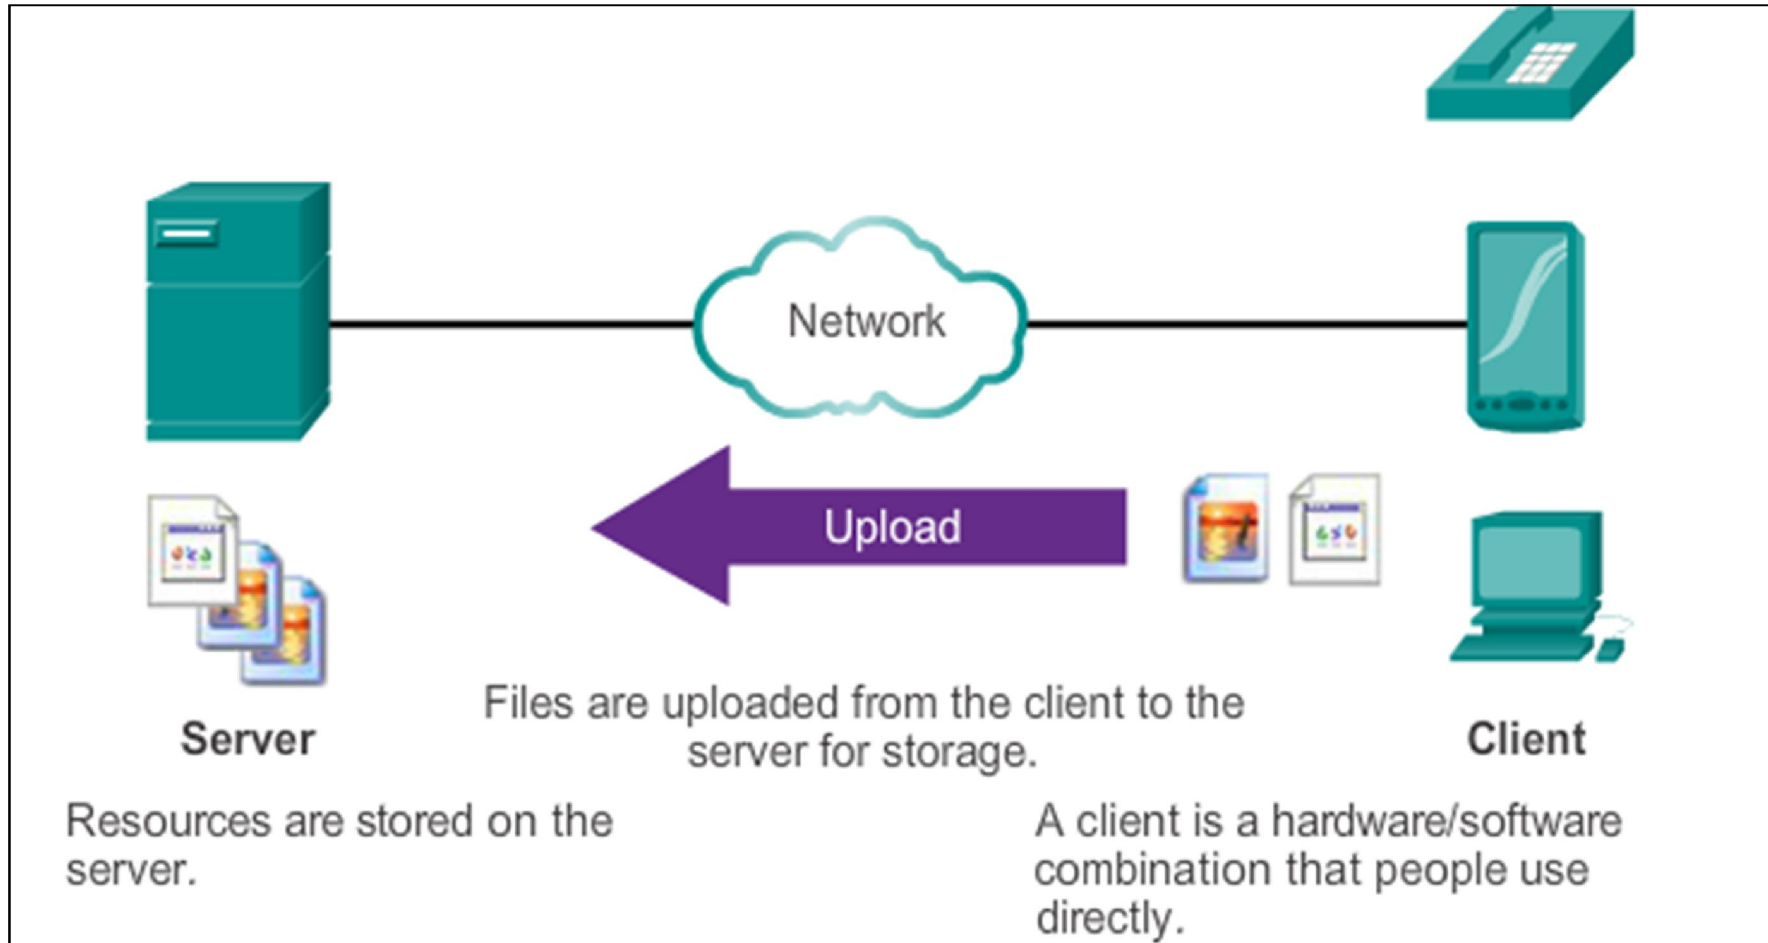 Network
Upload
Files are uploaded from the client to the
server for storage.
Server
Client
Resources are stored on the
server.
A client is a hardware/software
combination that people use
directly.